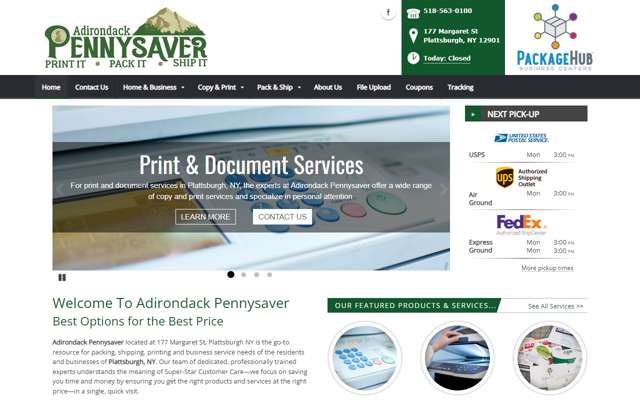 Adirondack
PENNYSAVER
PRINT IT • PACK IT • SHIP IT
f
518-563-0180
177 Margaret St
Plattsburgh, NY 12901
Today: Closed
PACKAGEHUB
BUSINESS CENTERS
Home
Contact Us
Home & Business
Copy & Print
Pack & Ship
About Us
File Upload
Coupons
Tracking
Print & Document Services
For print and document services in Plattsburgh, NY, the experts at Adirondack Pennysaver offer a wide range
of copy and print services and specialize in personal attention
LEARN MORE
CONTACT US
NEXT PICK-UP
UNITED STATES
POSTAL SERVICE
USPS Mon 3:00 PM
ups
Authorized
Shipping
Outlet
Air Mon 3:00 PM
Ground
FedEx
Authorized ShipCenter
Express Mon 3:00 PM
Ground Mon 3:00 PM
More pickup times
Welcome To Adirondack Pennysaver
Best Options for the Best Price
Adirondack Pennysaver located at 177 Margaret St, Plattsburgh NY is the go-to
resource for packing, shipping, printing and business service needs of the residents
and businesses of Plattsburgh, NY. Our team of dedicated, professionally trained
experts understands the meaning of Super-Star Customer Care—we focus on saving
you time and money by ensuring you get the right products and services at the right
price—in a single, quick visit.
OUR FEATURED PRODUCTS & SERVICES...
See All Services >>